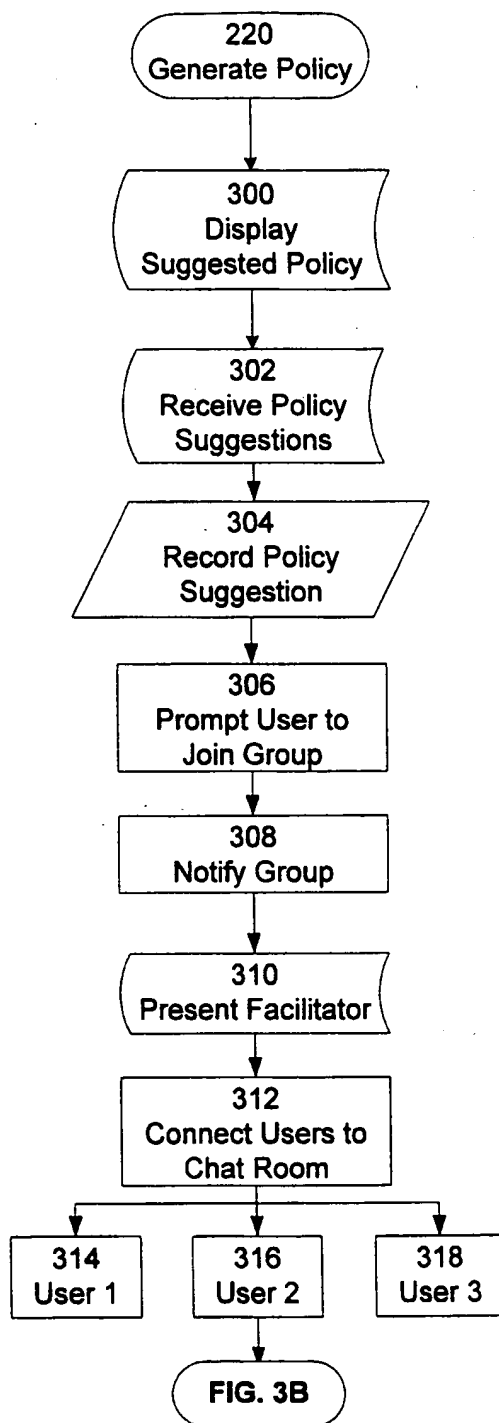 220
Generate Policy
300
Display
Suggested Policy
302
Receive Policy
Suggestions
304
Record Policy
Suggestion
306
Prompt User to
Join Group
308
Notify Group
310
Present Facilitator
312
Connect Users to
Chat Room
314
User 1
316
User 2
318
User 3
FIG. 3B